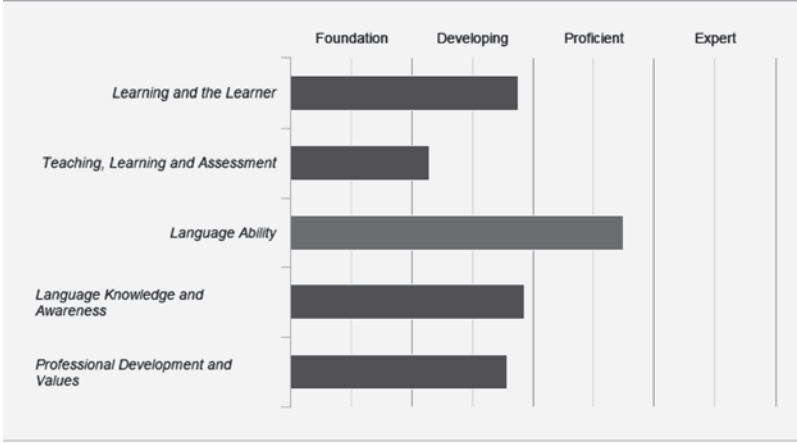 Foundation Developing Proficient Expert
Learning and the Learner
Teaching, Learning and Assessment
Language Ability
Language Knowledge and
Awareness
Professional Development and
Values